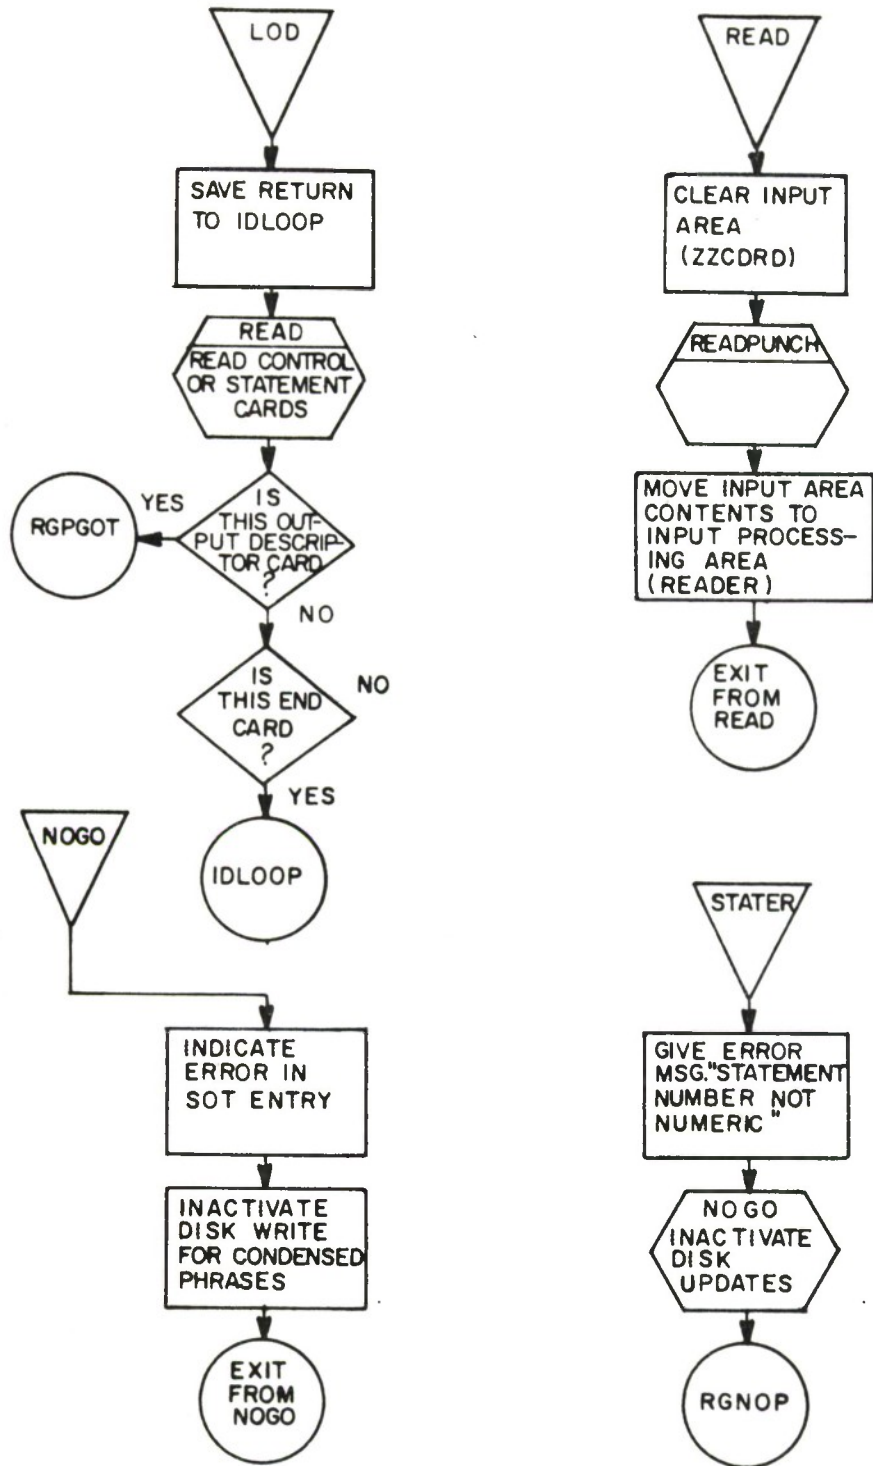 LOD
SAVE RETURN
TO IDLOOP
READ
READ CONTROL
OR STATEMENT
CARDS
IS
THIS OUT-
PUT DESCRIP-
TOR CARD
?
YES
RGPGOT
NO
IS
THIS END
CARD
?
NO
YES
IDLOOP
NOGO
INDICATE
ERROR IN
SOT ENTRY
INACTIVATE
DISK WRITE
FOR CONDENSED
PHRASES
EXIT
FROM
NOGO
READ
CLEAR INPUT
AREA
(ZZCDRD)
READPUNCH
MOVE INPUT AREA
CONTENTS TO
INPUT PROCESS-
ING AREA
(READER)
EXIT
FROM
READ
STATER
GIVE ERROR
MSG."STATEMENT
NUMBER NOT
NUMERIC"
NOGO
INACTIVATE
DISK
UPDATES
RGNOP